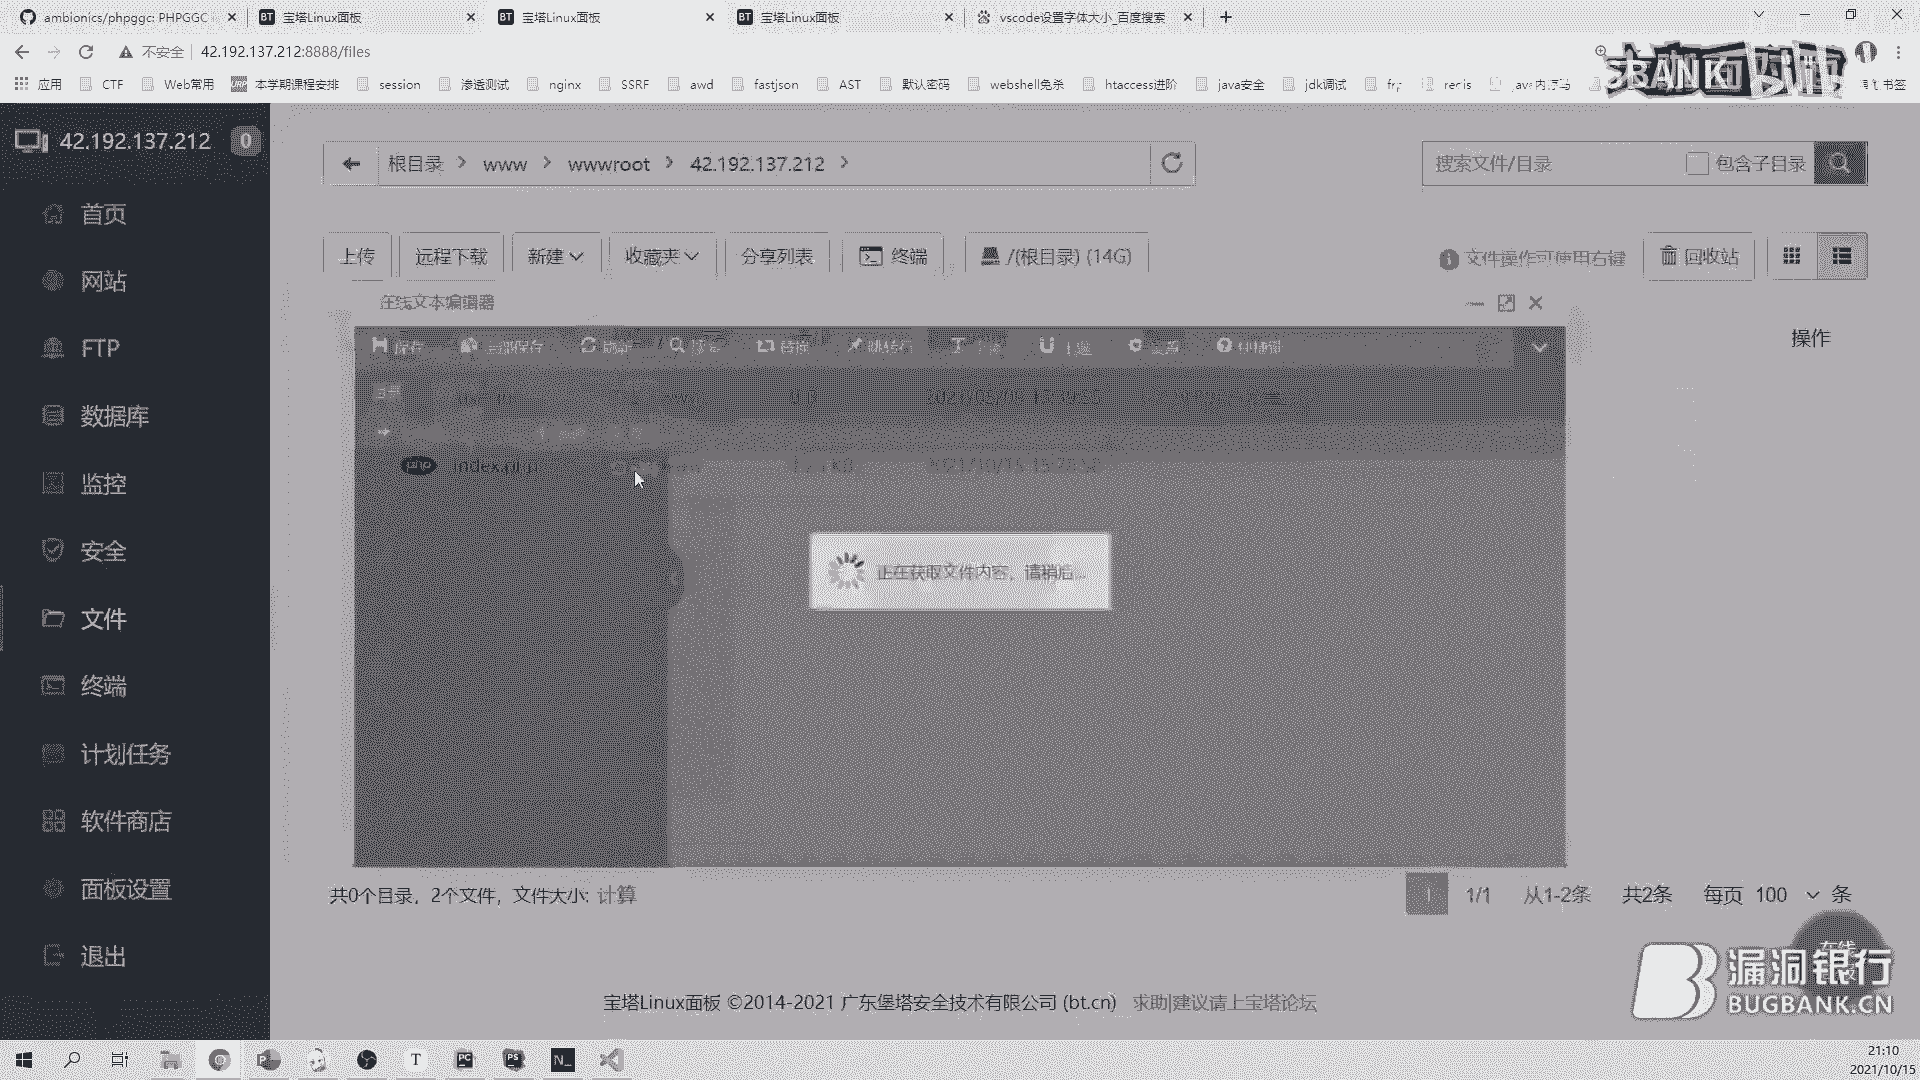 ambionics/phpggc: PHPGGC
宝塔Linux面板
宝塔Linux面板
宝塔Linux面板
vscode设置字体大小_百度搜索
不安全
42.192.137.212:8888/files
应用
CTF
Web常用
本学期课程安排
session
渗透测试
nginx
SSRF
awd
fastjson
AST
默认密码
webshell免杀
htaccess进阶
java安全
jdk调试
redis
42.192.137.212
0
首页
网站
FTP
数据库
监控
安全
文件
终端
计划任务
软件商店
面板设置
退出
根目录 > www > wwwroot > 42.192.137.212 >
搜索文件/目录
包含子目录
上传
远程下载
新建
收藏夹
分享列表
终端
/(根目录) (14G)
文件操作可使用右键
回收站
在线文本编辑器
操作
保存
替换
php
index.php
正在获取文件内容，请稍后...
共0个目录，2个文件，文件大小: 计算
1
1/1
从1-2条
共2条
每页 100 条
宝塔Linux面板 ©2014-2021 广东堡塔安全技术有限公司 (bt.cn) 求助|建议请上宝塔论坛
漏洞银行
BUGBANK.CN
21:10
2021/10/15